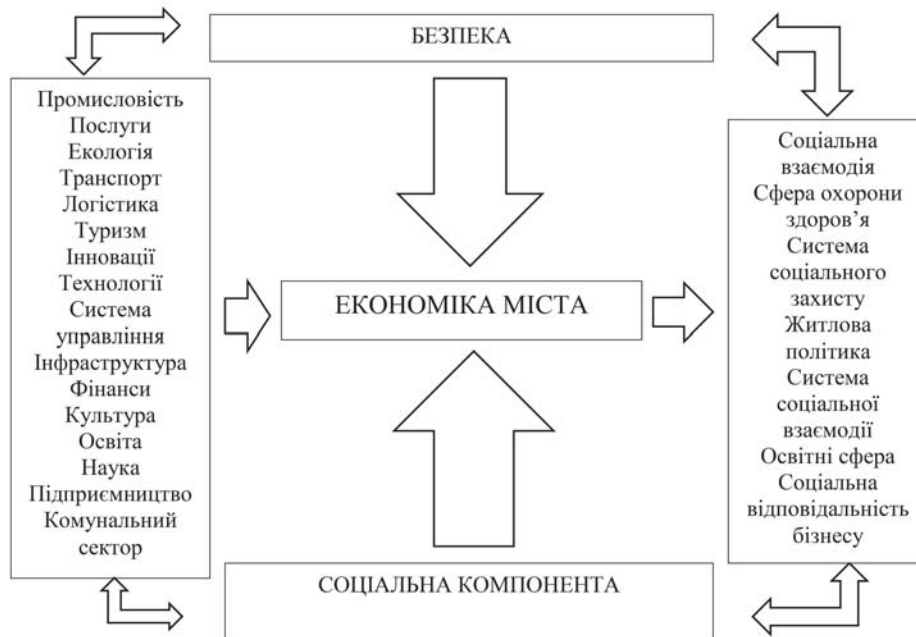 БЕЗПЕКА
Промисловість
Послуги
Екологія
Транспорт
Логістика
Туризм
Інновації
Технології
Система
управління
Інфраструктура
Фінанси
Культура
Освіта
Наука
Підприємництво
Комунальний
сектор
ЕКОНОМІКА МІСТА
Соціальна
взаємодія
Сфера охорони
здоров’я
Система
соціального
захисту
Житлова
політика
Система
соціальної
взаємодії
Освітні сфера
Соціальна
відповідальність
бізнесу
СОЦІАЛЬНА КОМПОНЕНТА